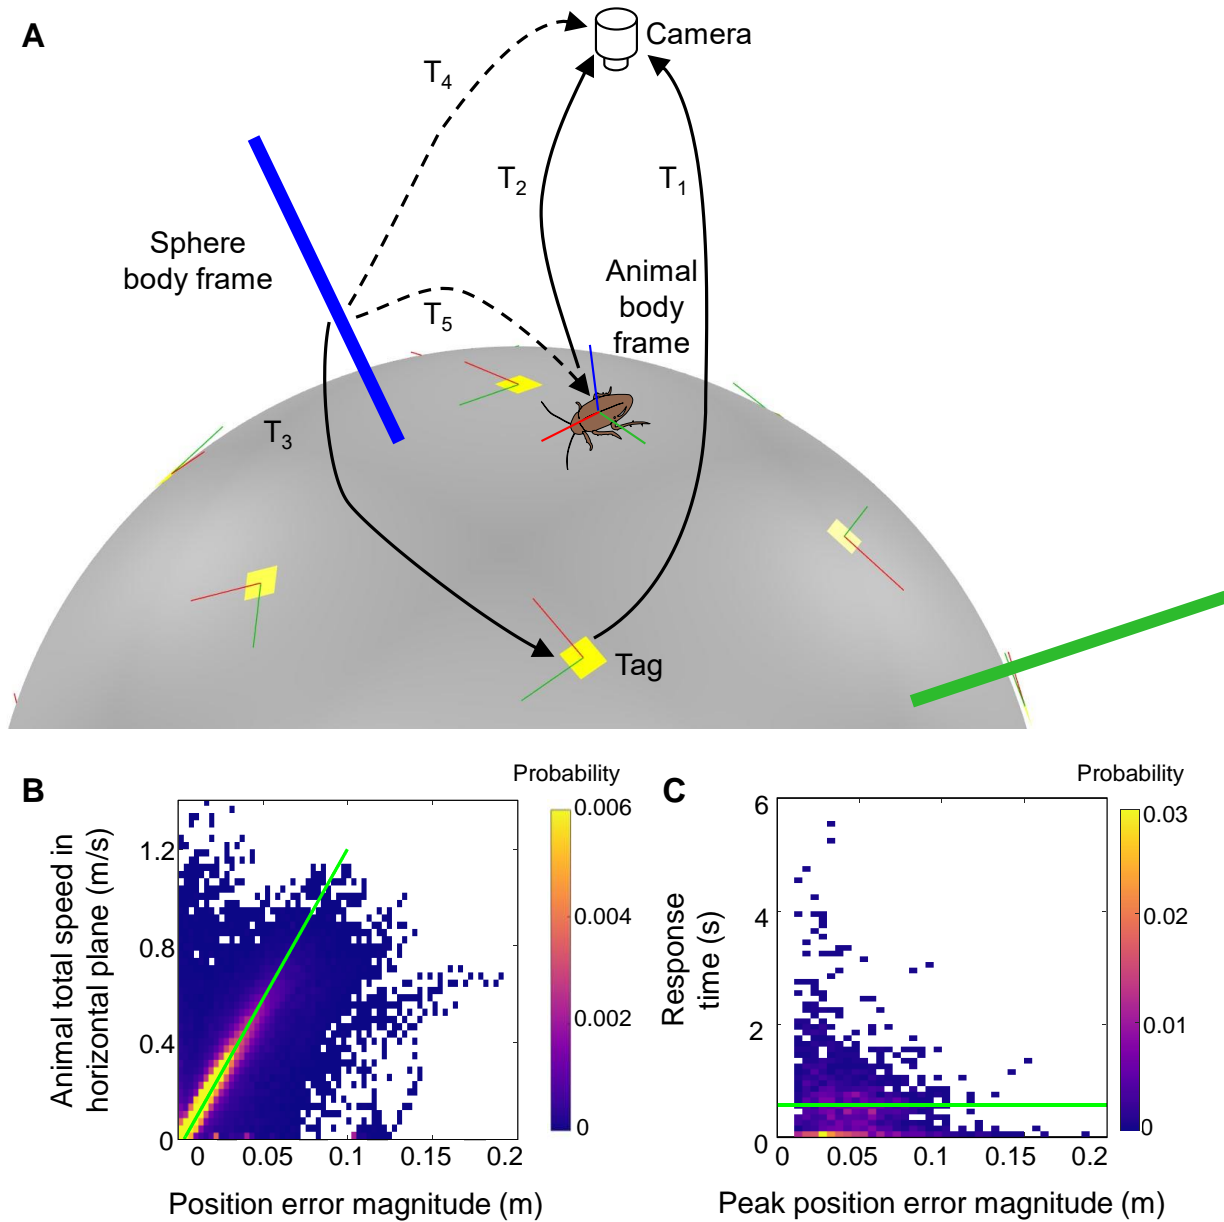 A
Camera
T4
T2
T1
Sphere
body frame
Animal
body
frame
T5
T3
Tag
B
Probability
Animal total speed in
horizontal plane (m/s)
1.2
0.8
0.4
0
0 0.05 0.1 0.15 0.2
Position error magnitude (m)
0.006
0.004
0.002
0
C
Probability
Response
time (s)
6
4
2
0
0 0.05 0.1 0.15 0.2
Peak position error magnitude (m)
0.03
0.02
0.01
0